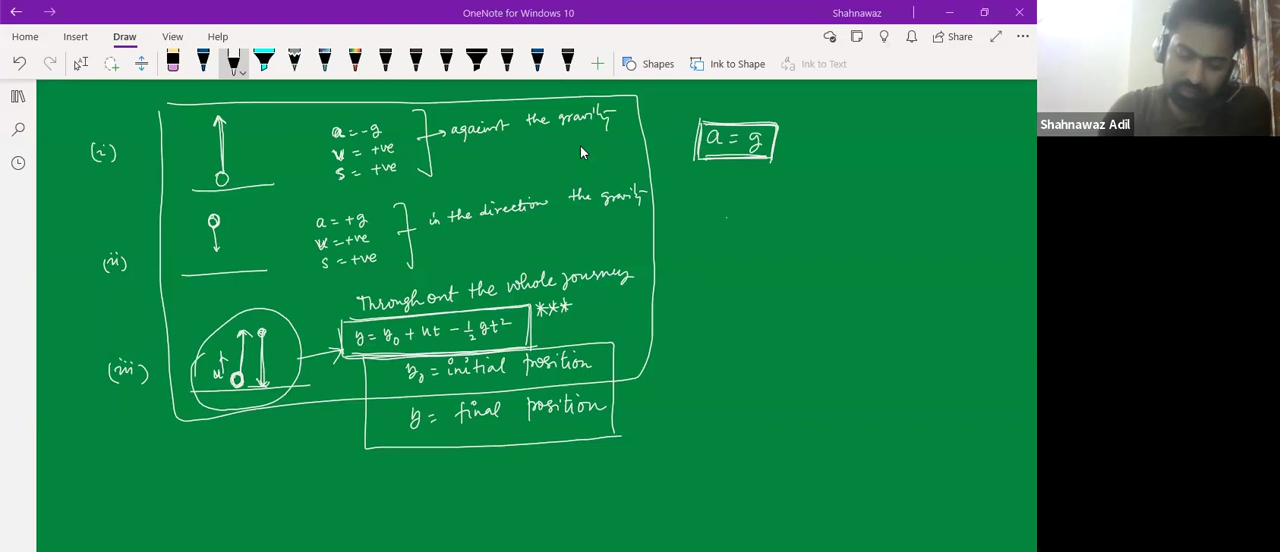 OneNote for Windows 10
Shahnawaz
Home Insert Draw View Help
Share
Shapes
Ink to Shape
Ink to Text
Shahnawaz Adil
(i)
a = -g
u = +ve
s = +ve
against the gravity
a = g
(ii)
a = +g
u = +ve
s = +ve
in the direction the gravity
(iii)
u
Throughout the whole journey
y = y₀ + ut - ½ gt² ***
y₀ = initial position
y = final position